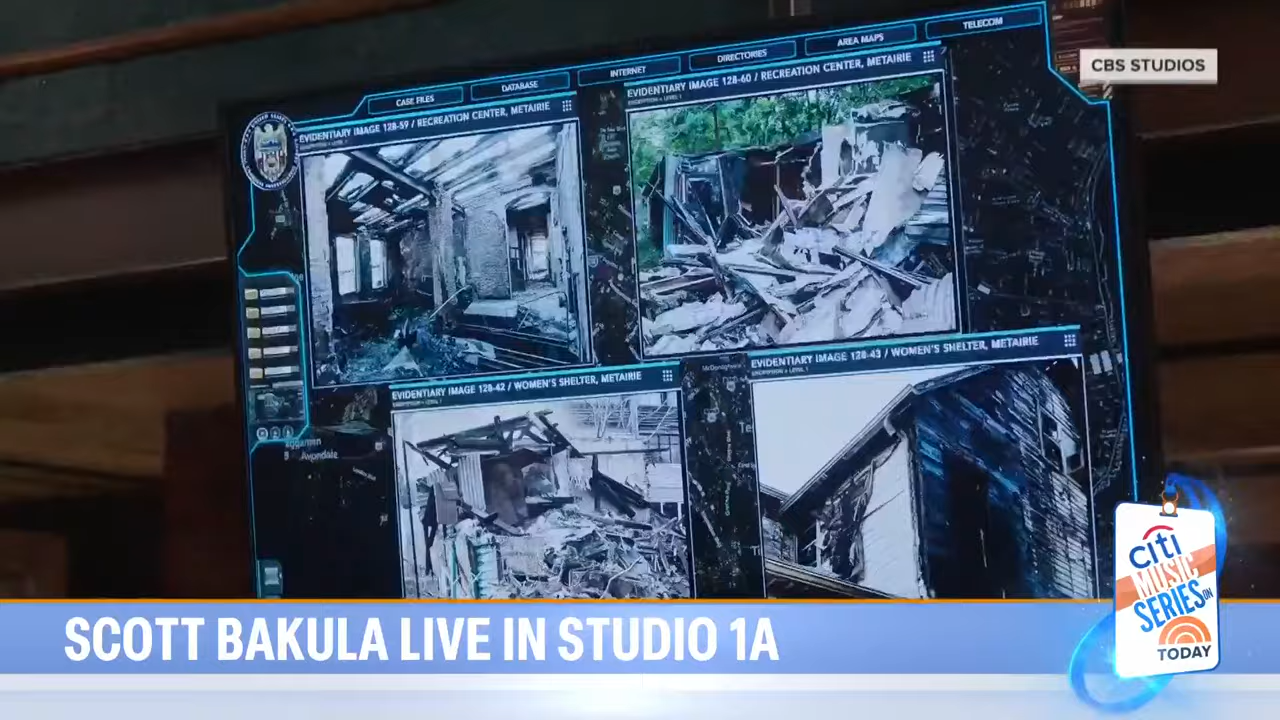 CBS STUDIOS
TELECOM
AREA MAPS
DIRECTORIES
INTERNET
DATABASE
CASE FILES
EVIDENTIARY IMAGE 128-59 / RECREATION CENTER, METAIRIE
EVIDENTIARY IMAGE 128-60 / RECREATION CENTER, METAIRIE
EVIDENTIARY IMAGE 128-42 / WOMEN'S SHELTER, METAIRIE
EVIDENTIARY IMAGE 128-43 / WOMEN'S SHELTER, METAIRIE
Avondale
SCOTT BAKULA LIVE IN STUDIO 1A
citi
MUSIC
SERIES ON
TODAY